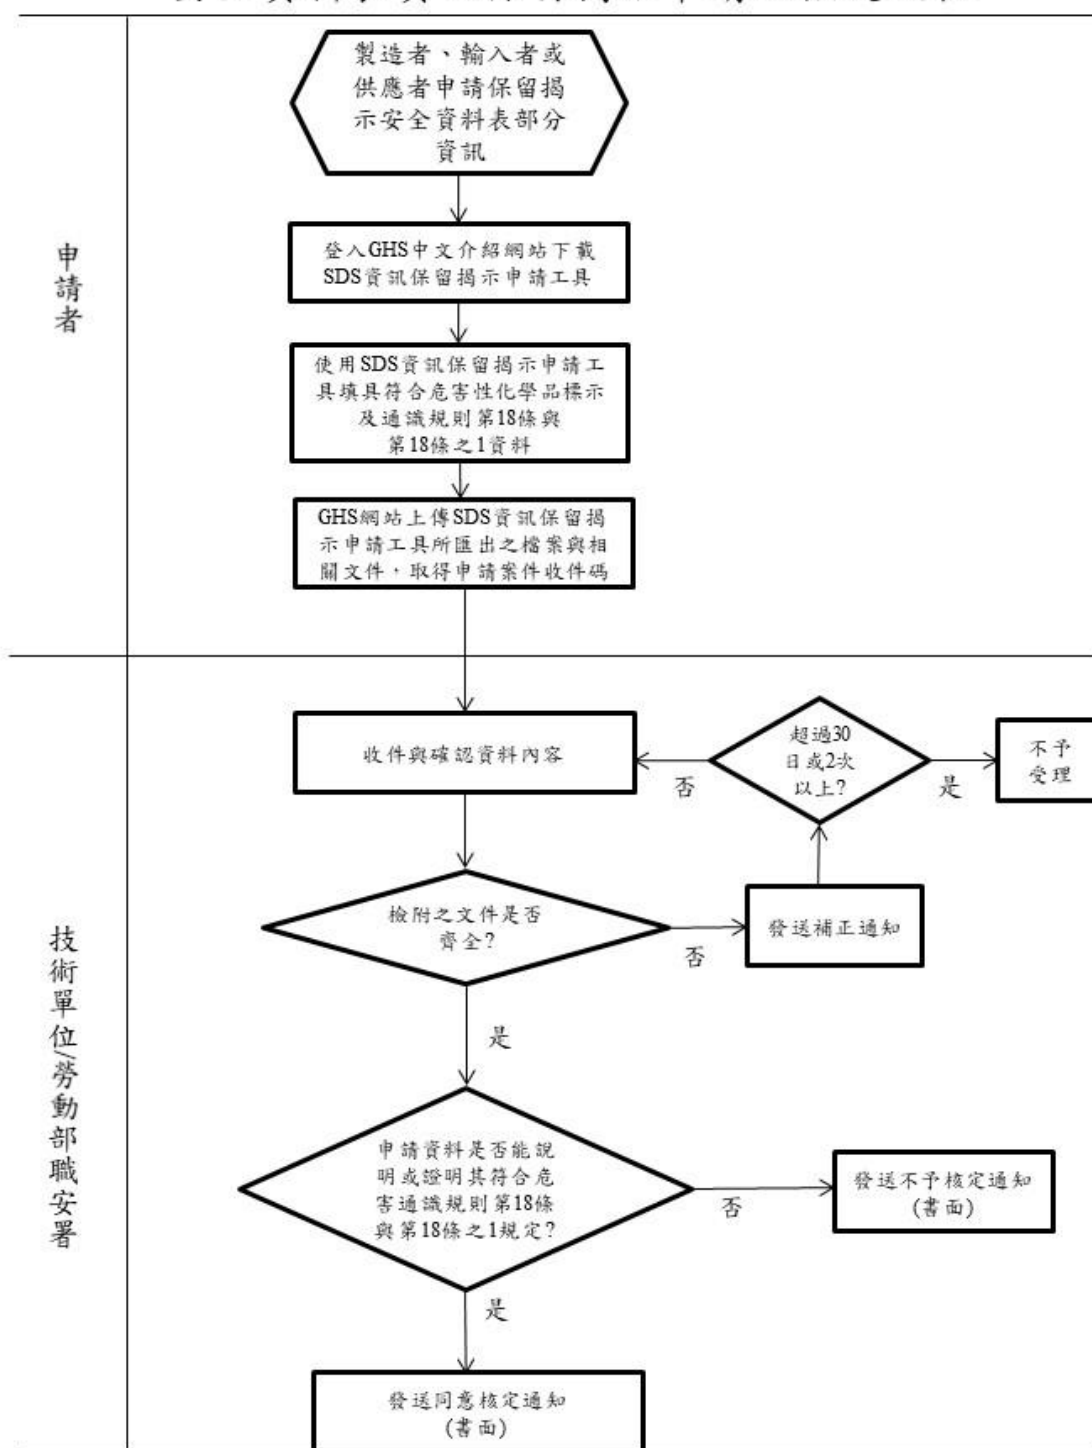 製造者、輸入者或
供應者申請保留揭
示安全資料表部分
資訊
申請者
登入GHS中文介紹網站下載
SDS資訊保留揭示申請工具
使用SDS資訊保留揭示申請工
具填具符合危害性化學品標示
及通識規則第18條與
第18條之1資料
GHS網站上傳SDS資訊保留揭
示申請工具所匯出之檔案與相
關文件，取得申請案件收件碼
技術單位/勞動部職安署
收件與確認資料內容
超過30
日或2次
以上?
否
是
不予
受理
檢附之文件是否
齊全?
否
發送補正通知
是
申請資料是否能說
明或證明其符合危
害通識規則第18條
與第18條之1規定?
否
發送不予核定通知
(書面)
是
發送同意核定通知
(書面)